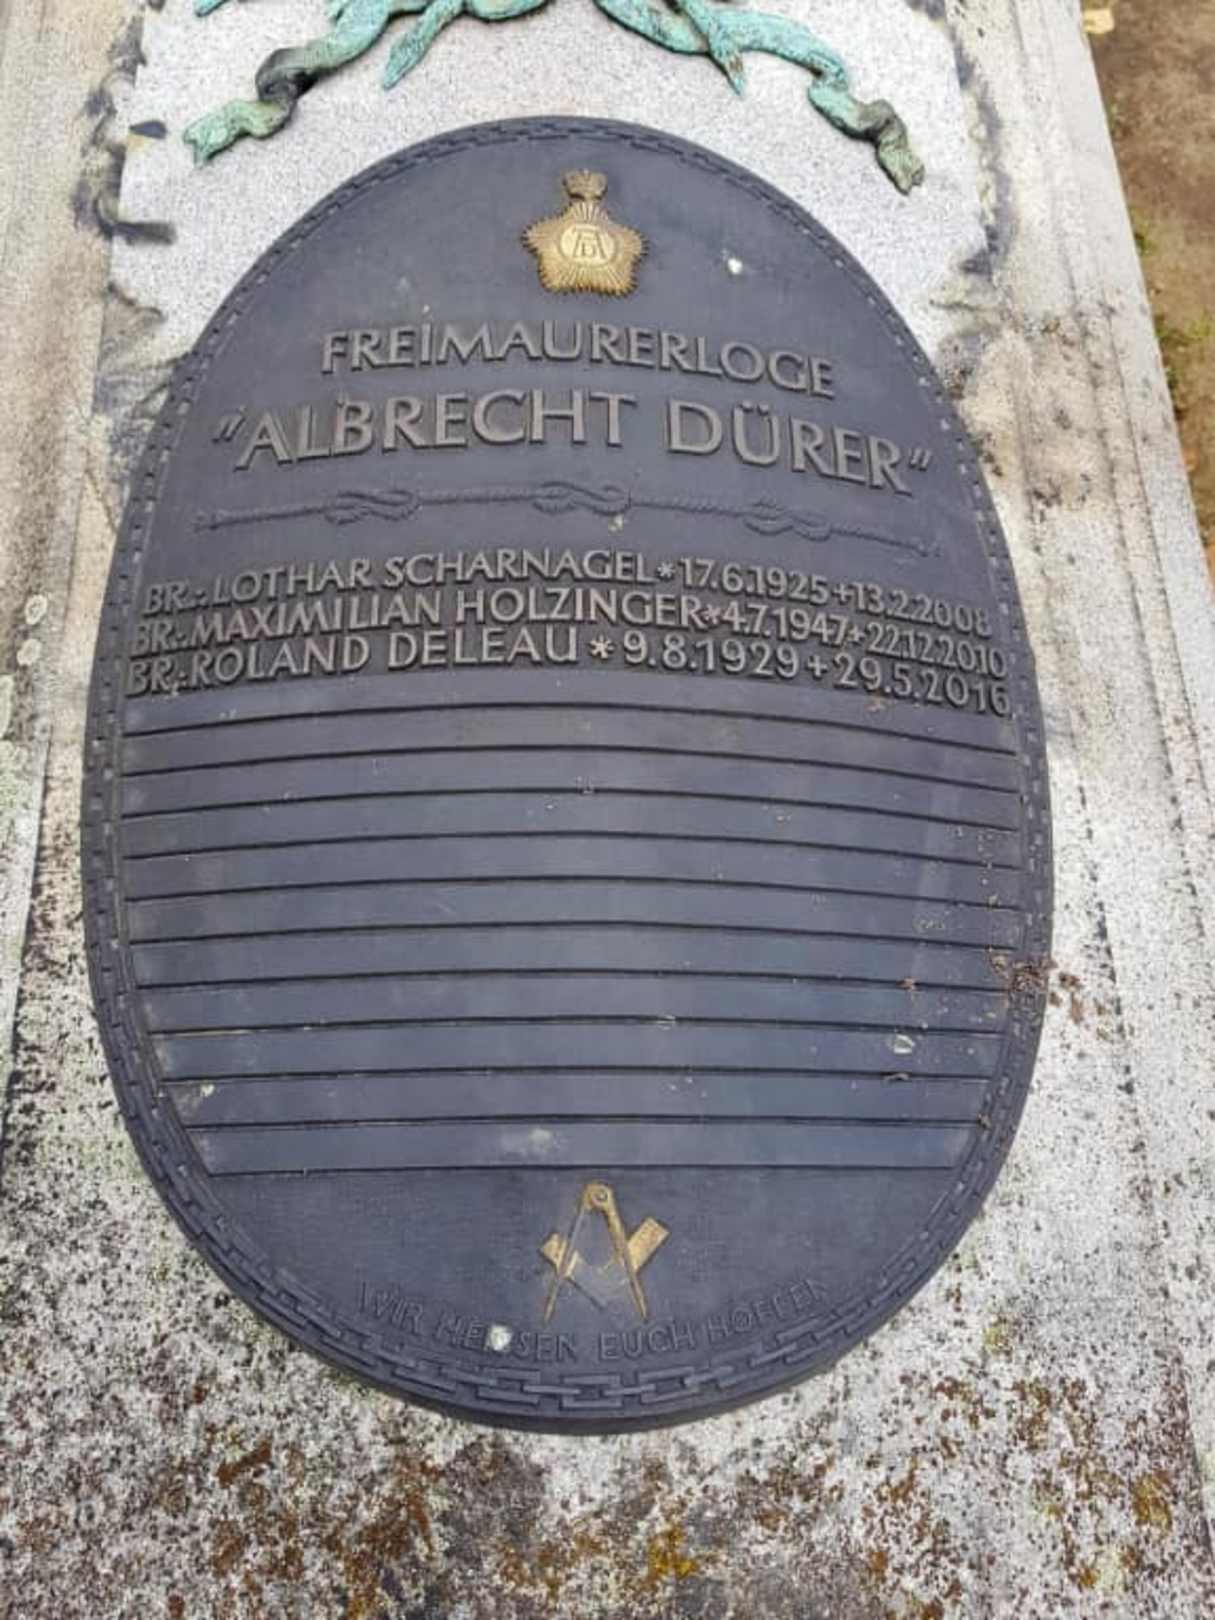 FREIMAURERLOGE
"ALBRECHT DÜRER"
BR∴LOTHAR SCHARNAGEL*17.6.1925+13.2.2008
BR∴MAXIMILIAN HOLZINGER*4.7.1947+22.12.2010
BR∴ROLAND DELEAU*9.8.1929+29.5.2016
WIR HEISSEN EUCH HOFFEN